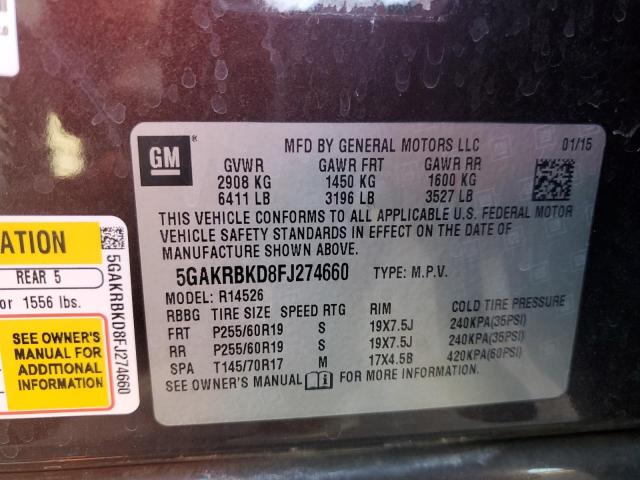 GM
MFD BY GENERAL MOTORS LLC 01/15
GVWR GAWR FRT GAWR RR
2908 KG 1450 KG 1600 KG
6411 LB 3196 LB 3527 LB
THIS VEHICLE CONFORMS TO ALL APPLICABLE U.S. FEDERAL MOTOR
VEHICLE SAFETY STANDARDS IN EFFECT ON THE DATE OF
MANUFACTURE SHOWN ABOVE.
5GAKRBKD8FJ274660 TYPE: M.P.V.
MODEL: R14526
RBBG TIRE SIZE SPEED RTG RIM COLD TIRE PRESSURE
FRT P255/60R19 S 19X7.5J 240KPA(35PSI)
RR P255/60R19 S 19X7.5J 240KPA(35PSI)
SPA T145/70R17 M 17X4.5B 420KPA(60PSI)
SEE OWNER'S MANUAL FOR MORE INFORMATION.
REAR 5
or 1556 lbs.
SEE OWNER'S
MANUAL FOR
ADDITIONAL
INFORMATION
5GAKRBKD8FJ274660